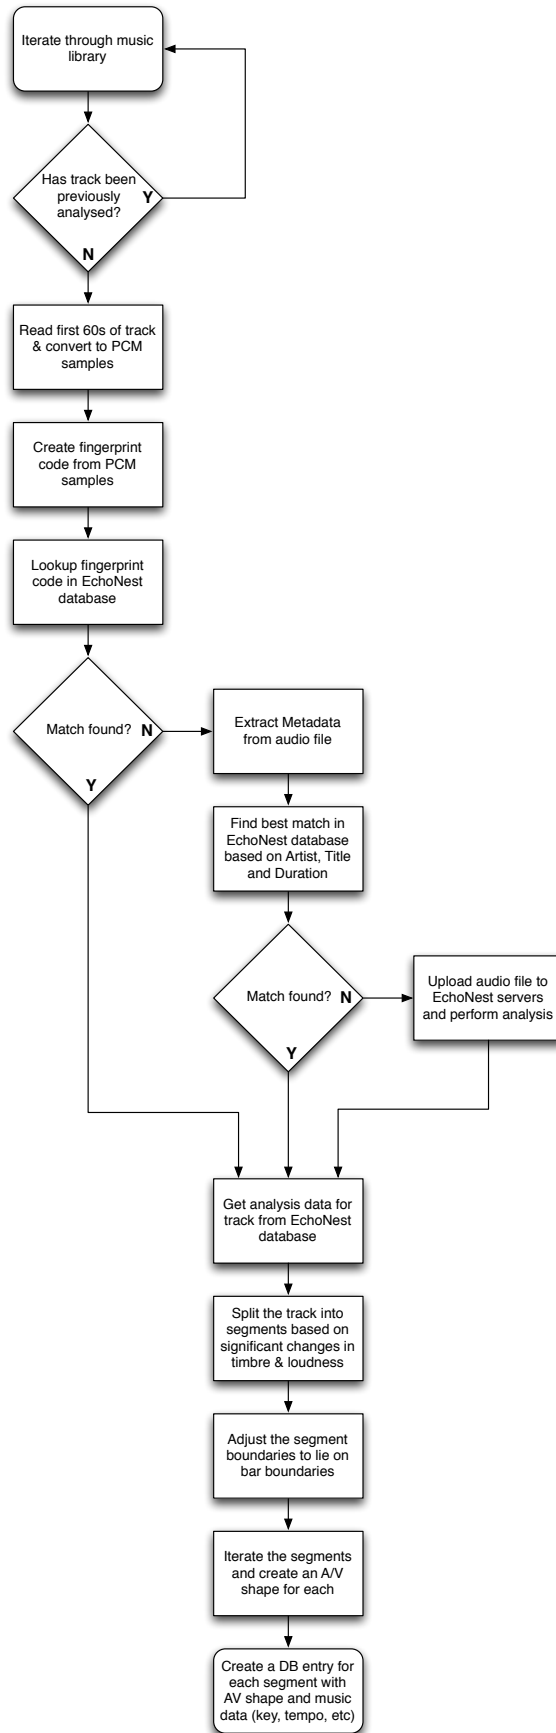 Iterate through music
library
Has track been
previously
analysed?
Y
N
Read first 60s of track
& convert to PCM
samples
Create fingerprint
code from PCM
samples
Lookup fingerprint
code in EchoNest
database
Match found?
N
Y
Extract Metadata
from audio file
Find best match in
EchoNest database
based on Artist, Title
and Duration
Match found?
N
Y
Upload audio file to
EchoNest servers
and perform analysis
Get analysis data for
track from EchoNest
database
Split the track into
segments based on
significant changes in
timbre & loudness
Adjust the segment
boundaries to lie on
bar boundaries
Iterate the segments
and create an A/V
shape for each
Create a DB entry for
each segment with
AV shape and music
data (key, tempo, etc)